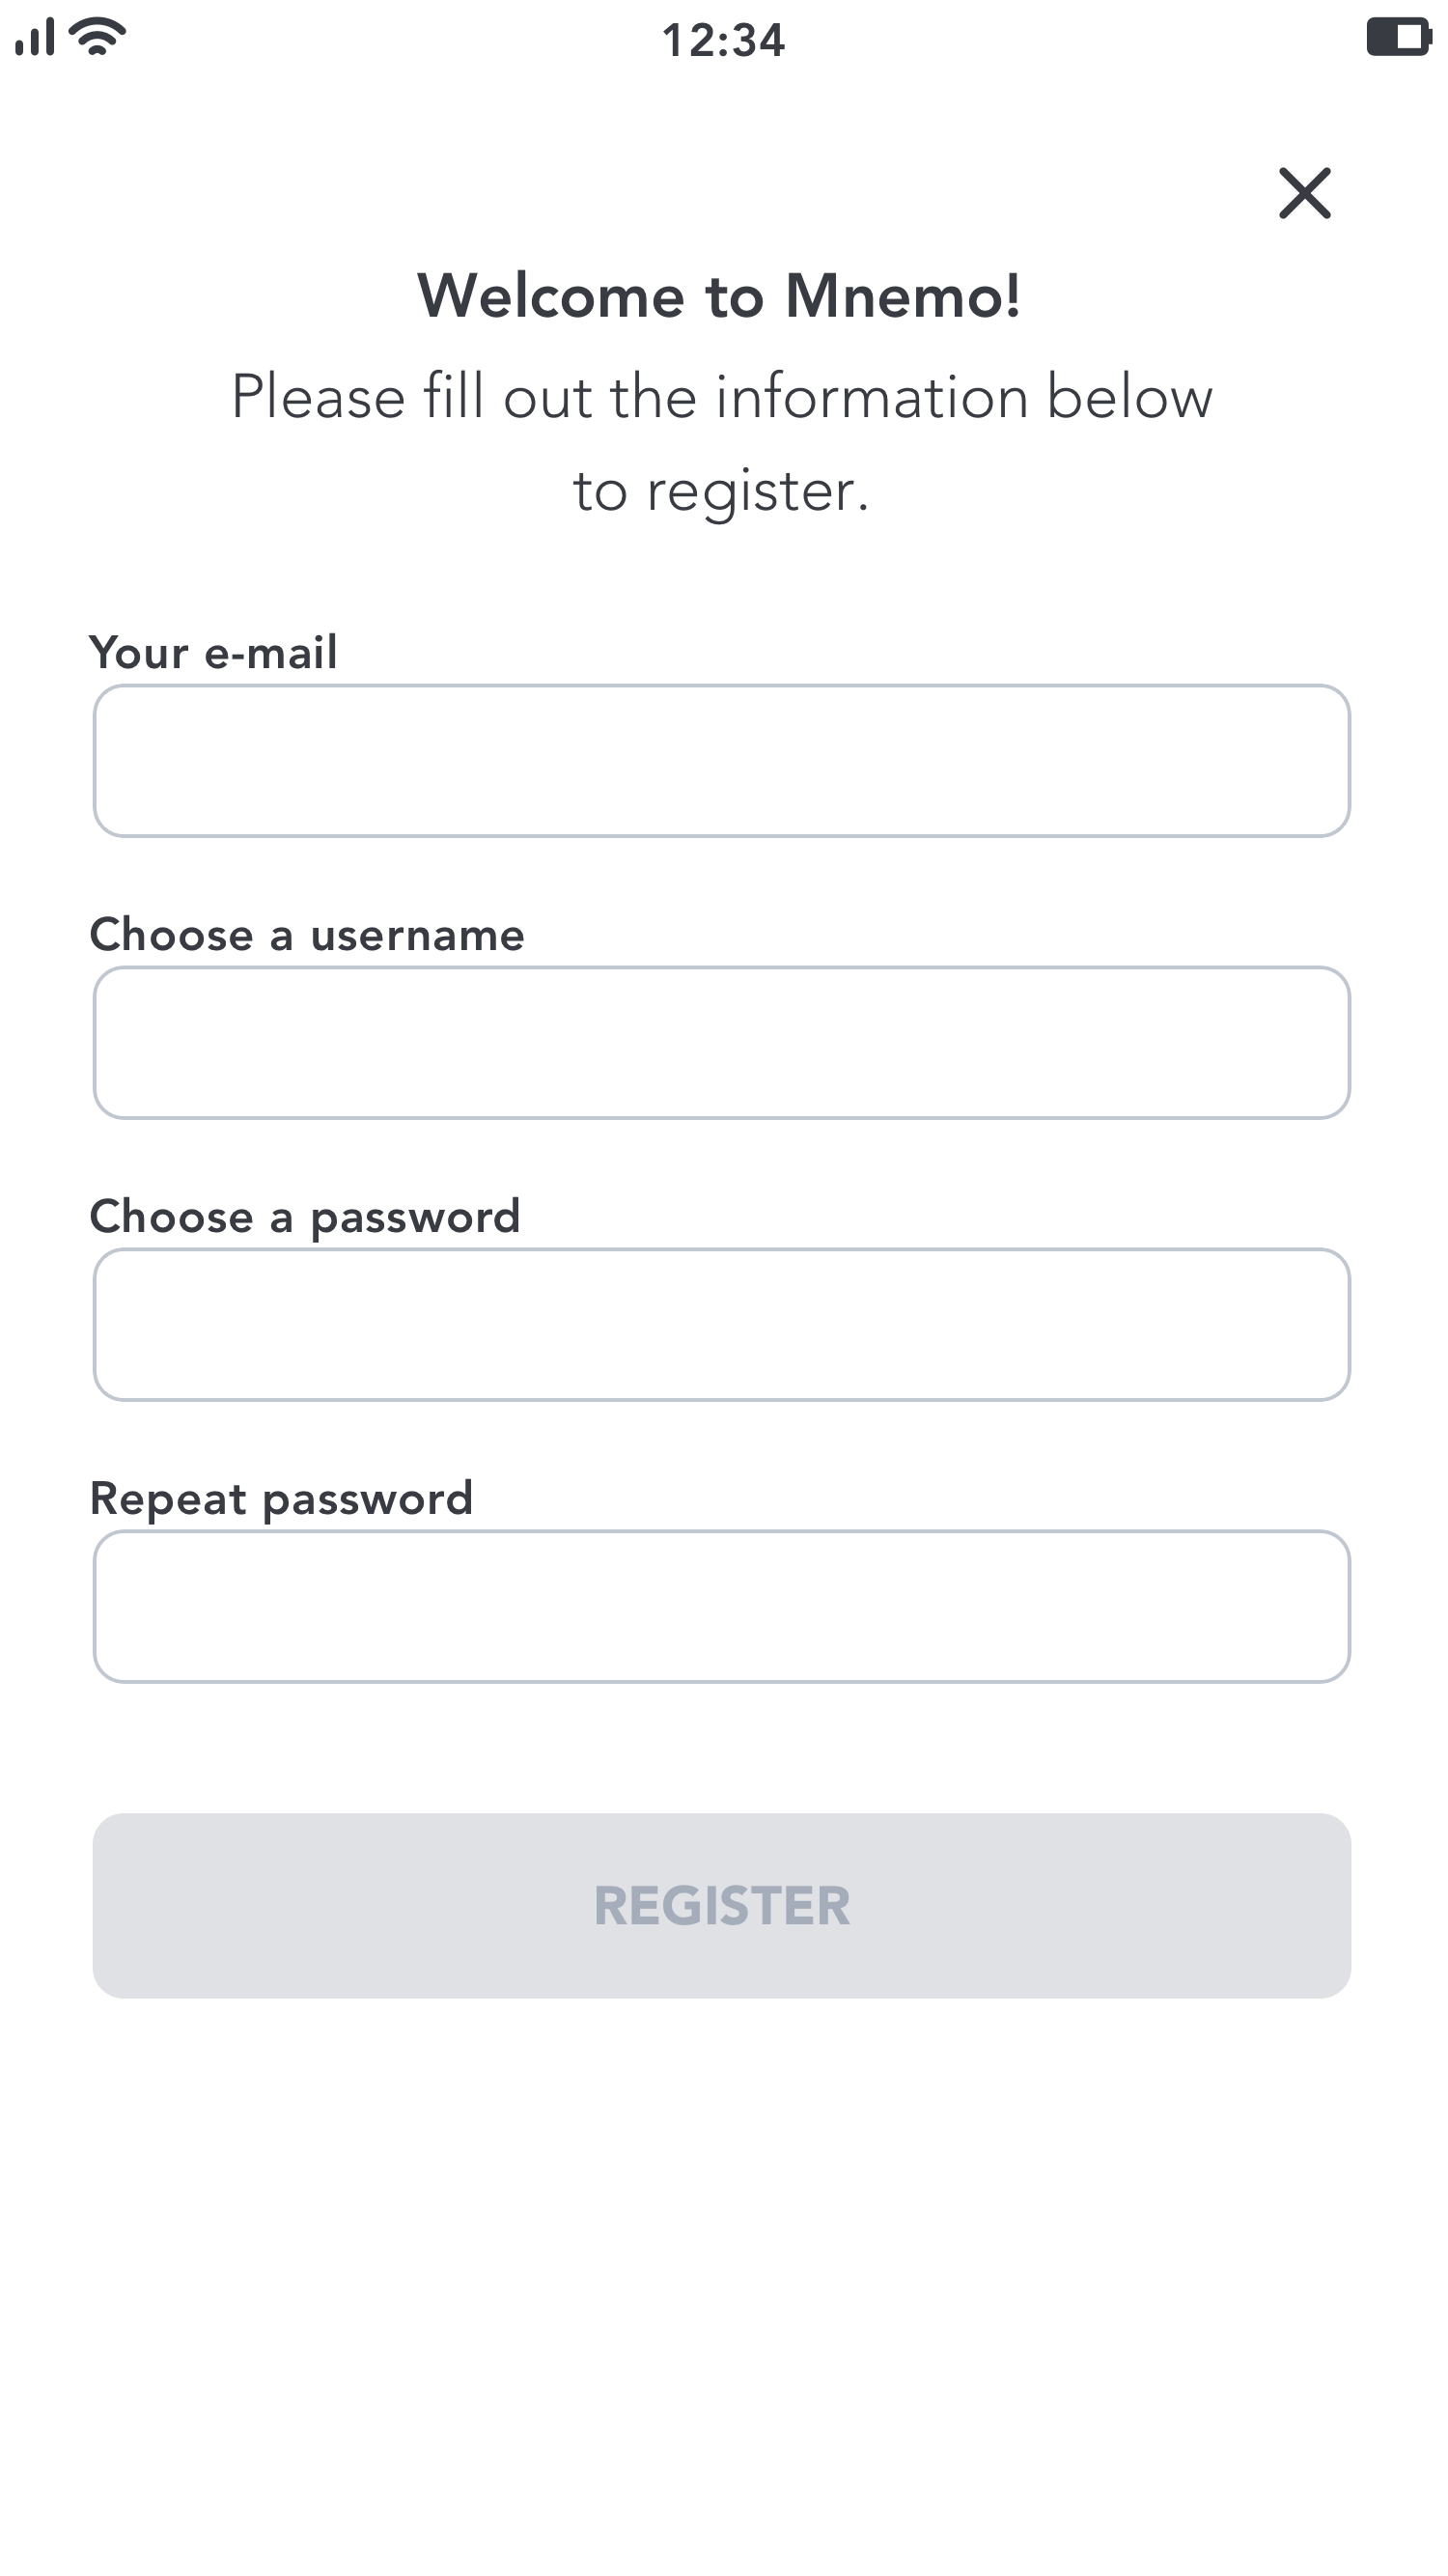 12:34
Welcome to Mnemo!
Please fill out the information below
to register.
Your e-mail
Choose a username
Choose a password
Repeat password
REGISTER